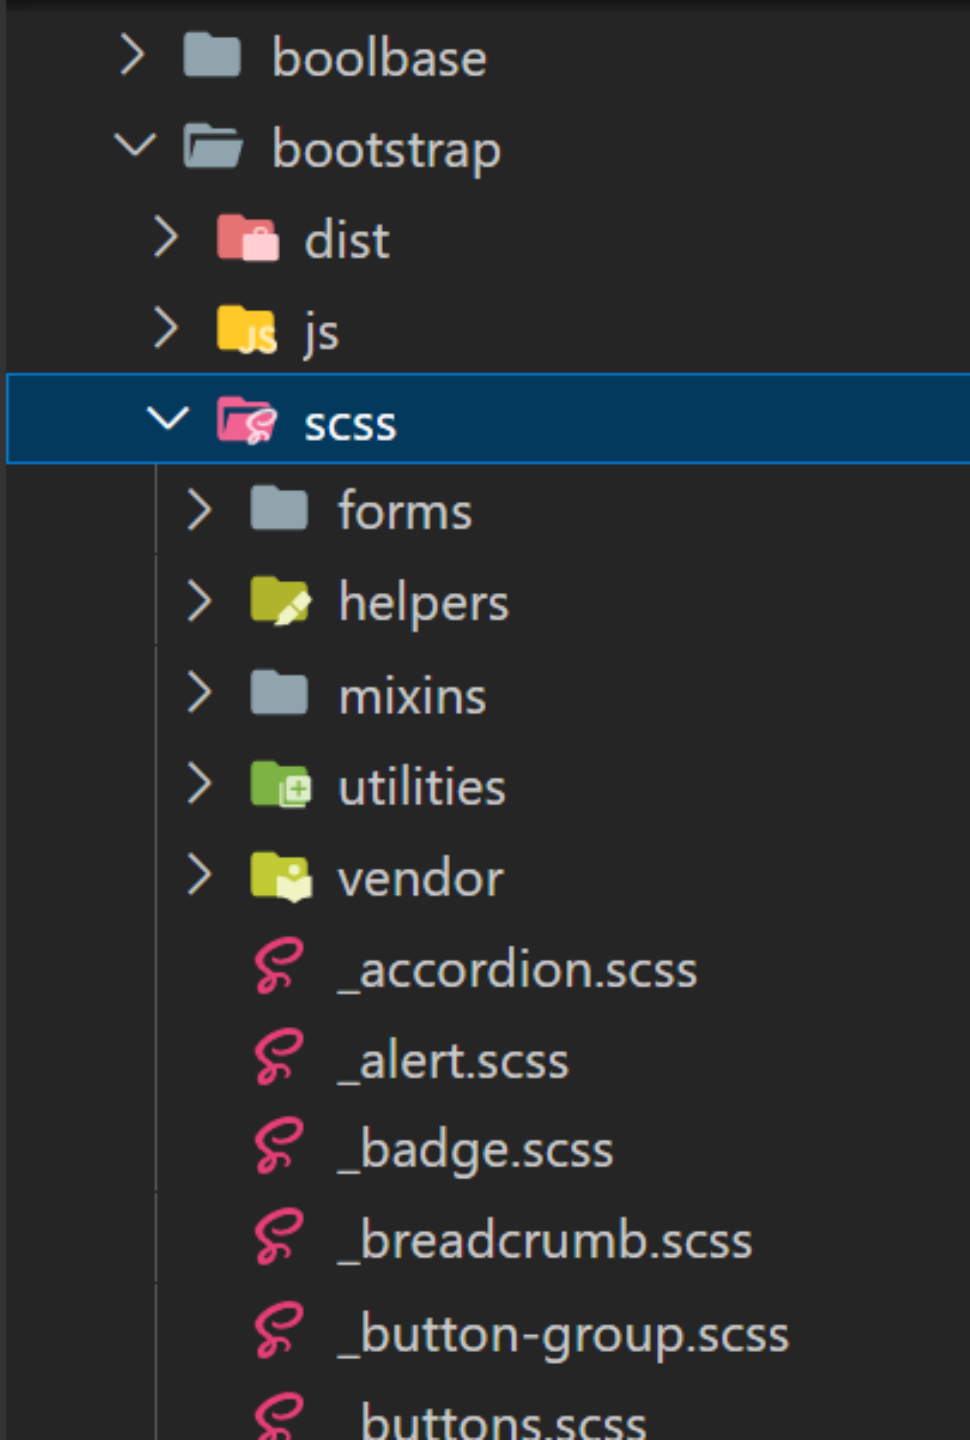 boolbase
bootstrap
dist
JS js
scss
forms
helpers
mixins
utilities
vendor
_accordion.scss
_alert.scss
_badge.scss
_breadcrumb.scss
_button-group.scss
_buttons.scss